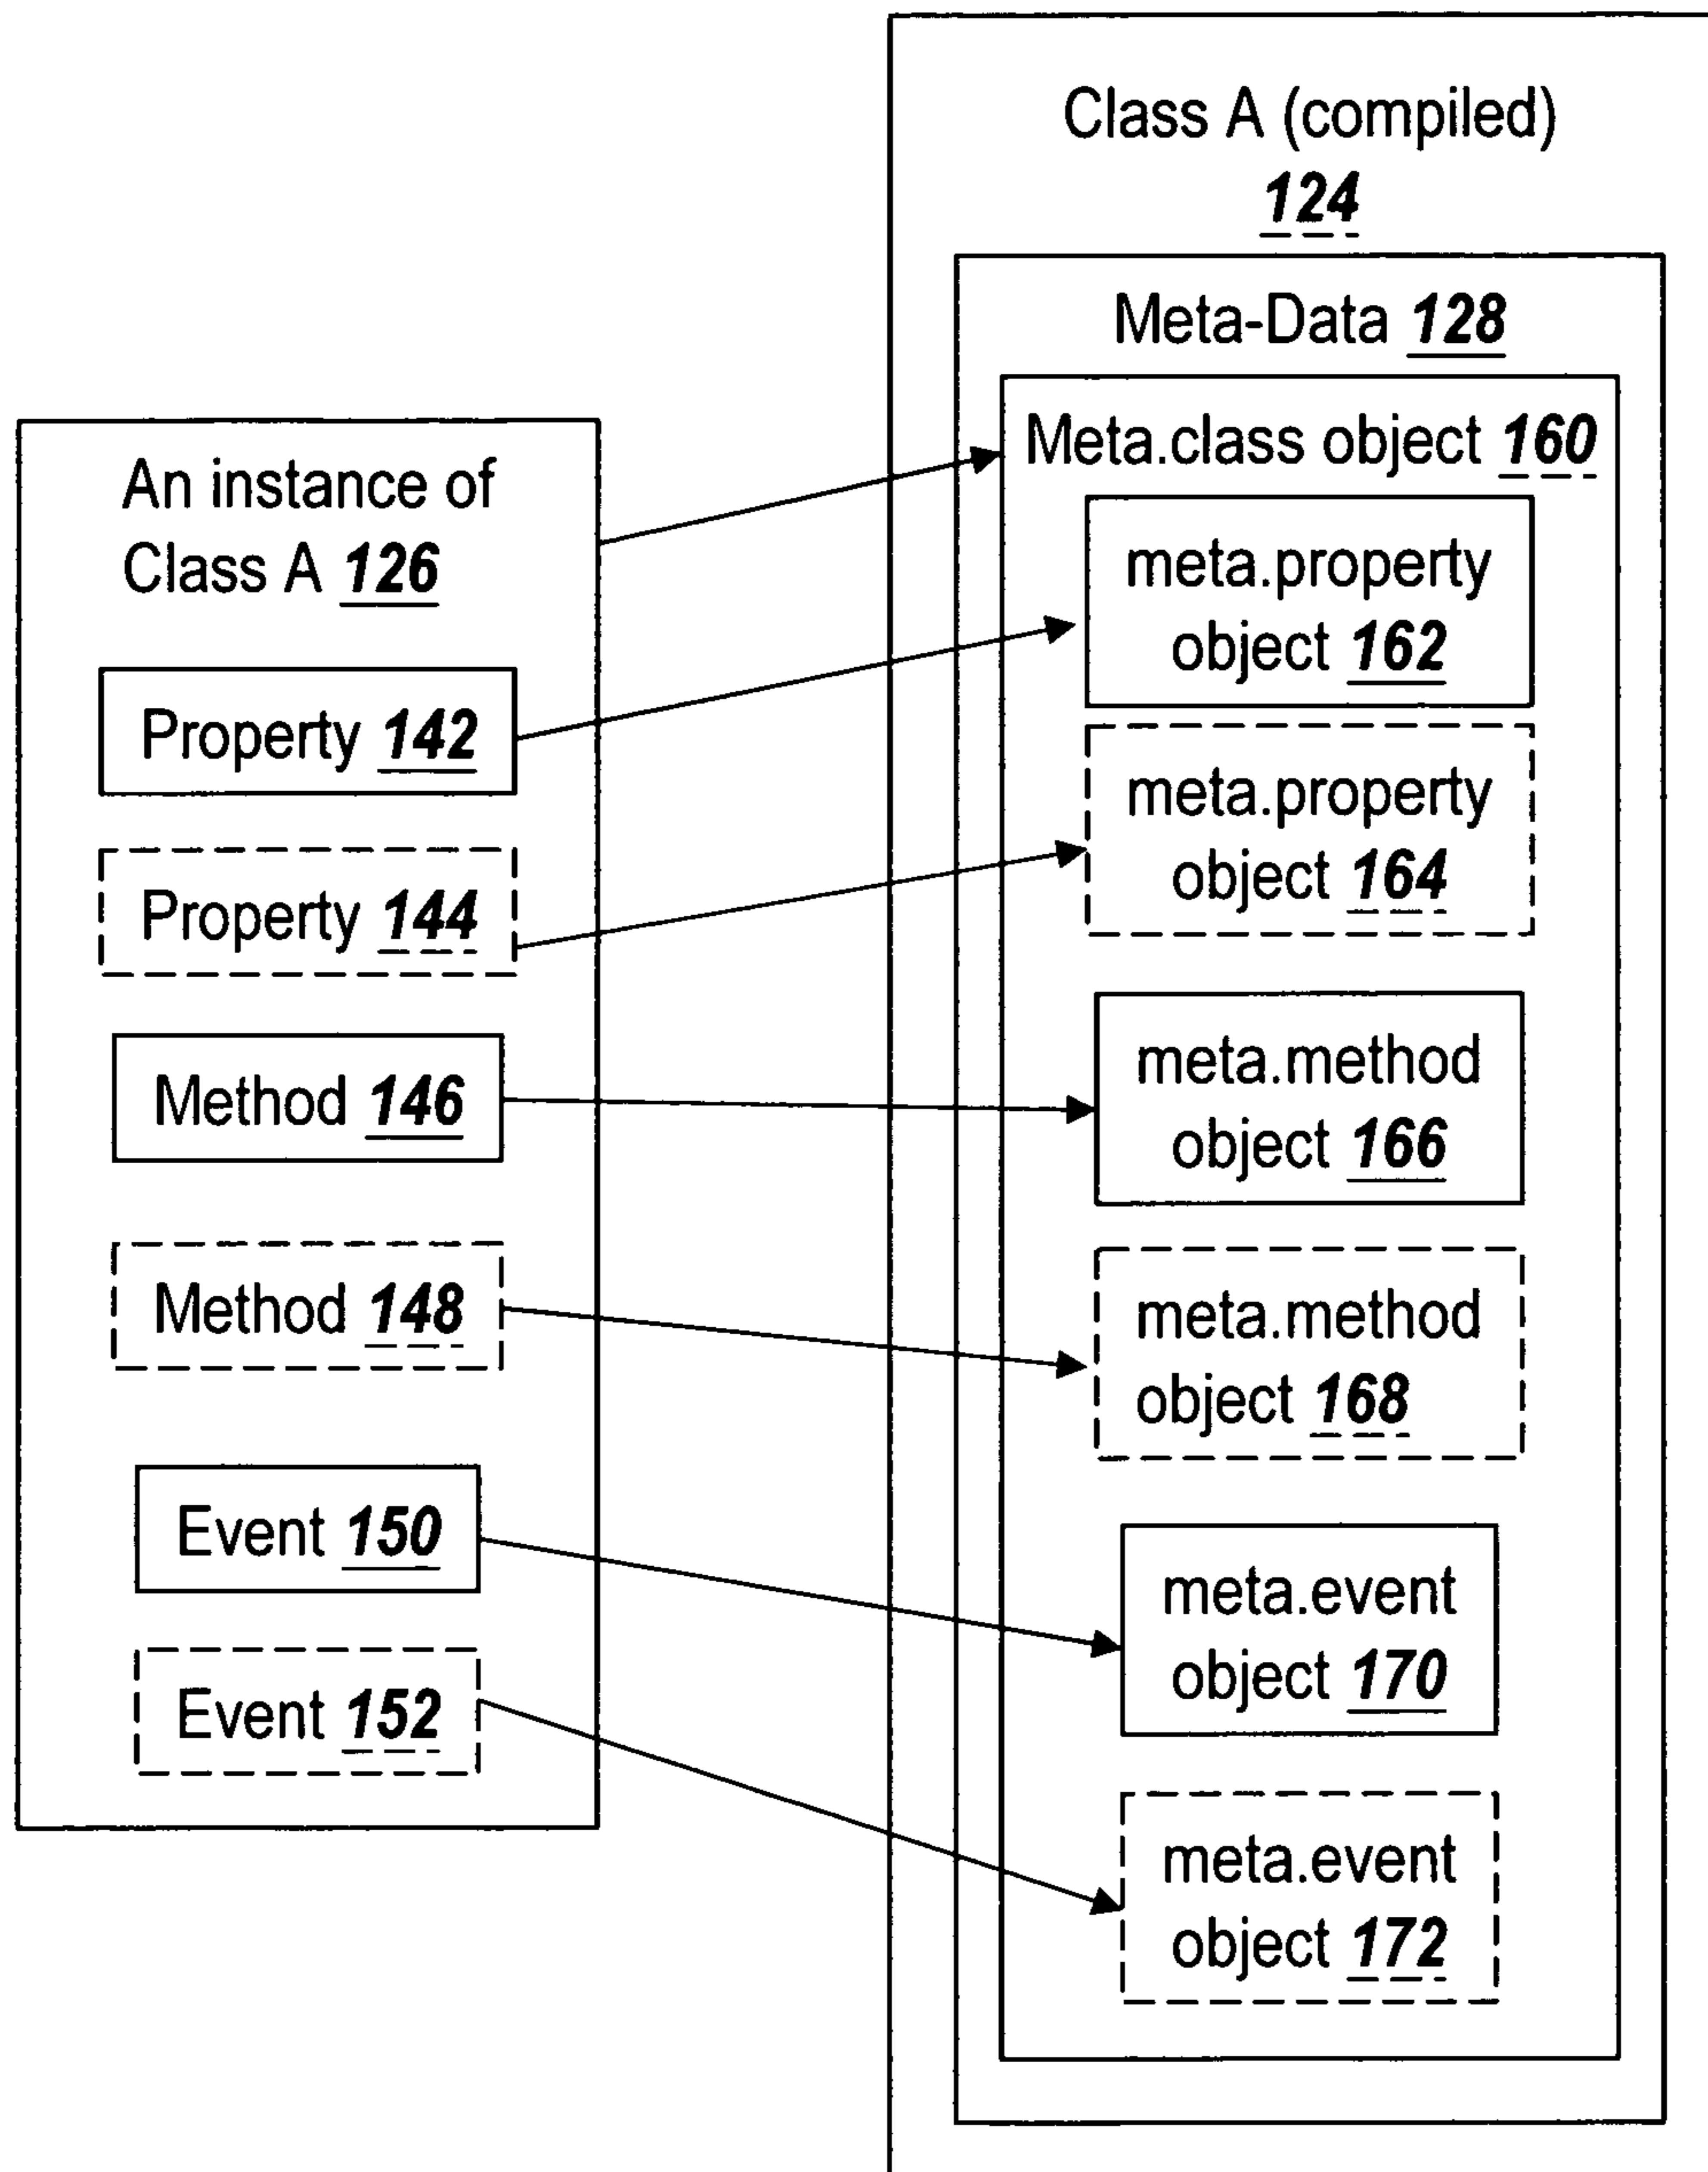 An instance of
Class A 126
Property 142
Property 144
Method 146
Method 148
Event 150
Event 152
Class A (compiled)
124
Meta-Data 128
Meta.class object 160
meta.property
object 162
meta.property
object 164
meta.method
object 166
meta.method
object 168
meta.event
object 170
meta.event
object 172